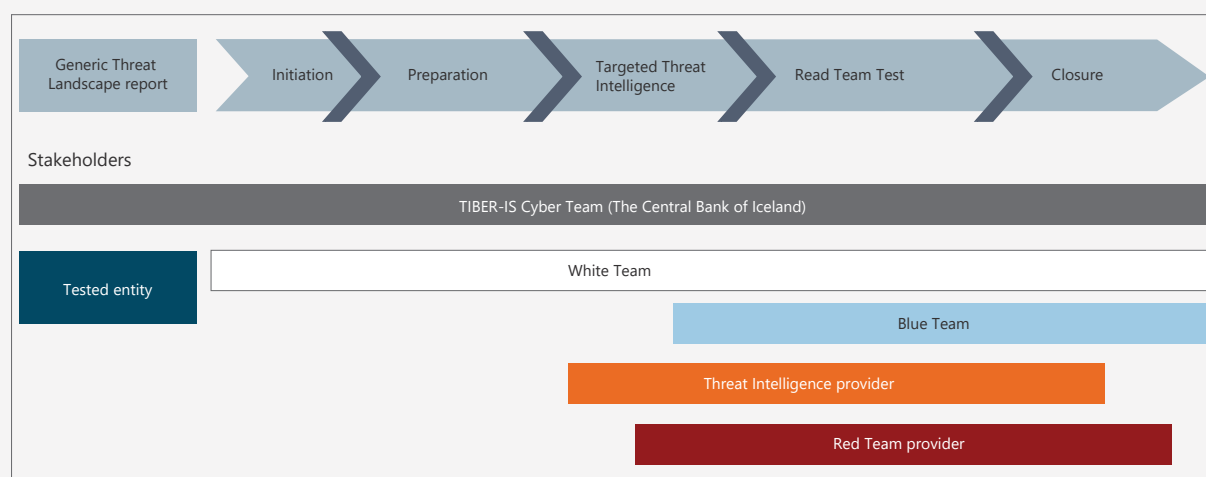 Generic Threat
Landscape report
Initiation
Preparation
Targeted Threat
Intelligence
Read Team Test
Closure
Stakeholders
TIBER-IS Cyber Team (The Central Bank of Iceland)
Tested entity
White Team
Blue Team
Threat Intelligence provider
Red Team provider